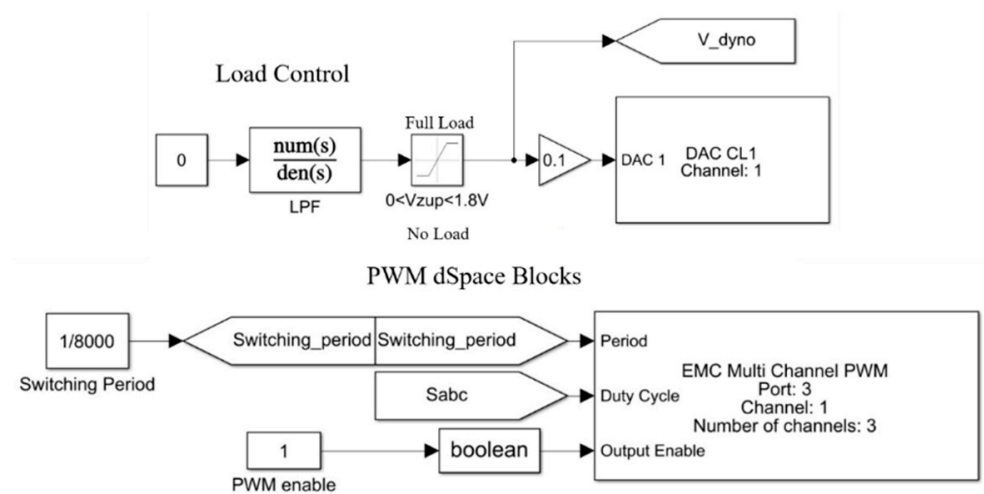 V_dyno
Load Control
Full Load
0
num(s)
den(s)
0.1
DAC 1
DAC CL1
Channel: 1
LPF
0<Vzup<1.8V
No Load
PWM dSpace Blocks
1/8000
Switching_period
Switching_period
Period
Switching Period
EMC Multi Channel PWM
Port: 3
Channel: 1
Number of channels: 3
Sabc
Duty Cycle
1
boolean
Output Enable
PWM enable